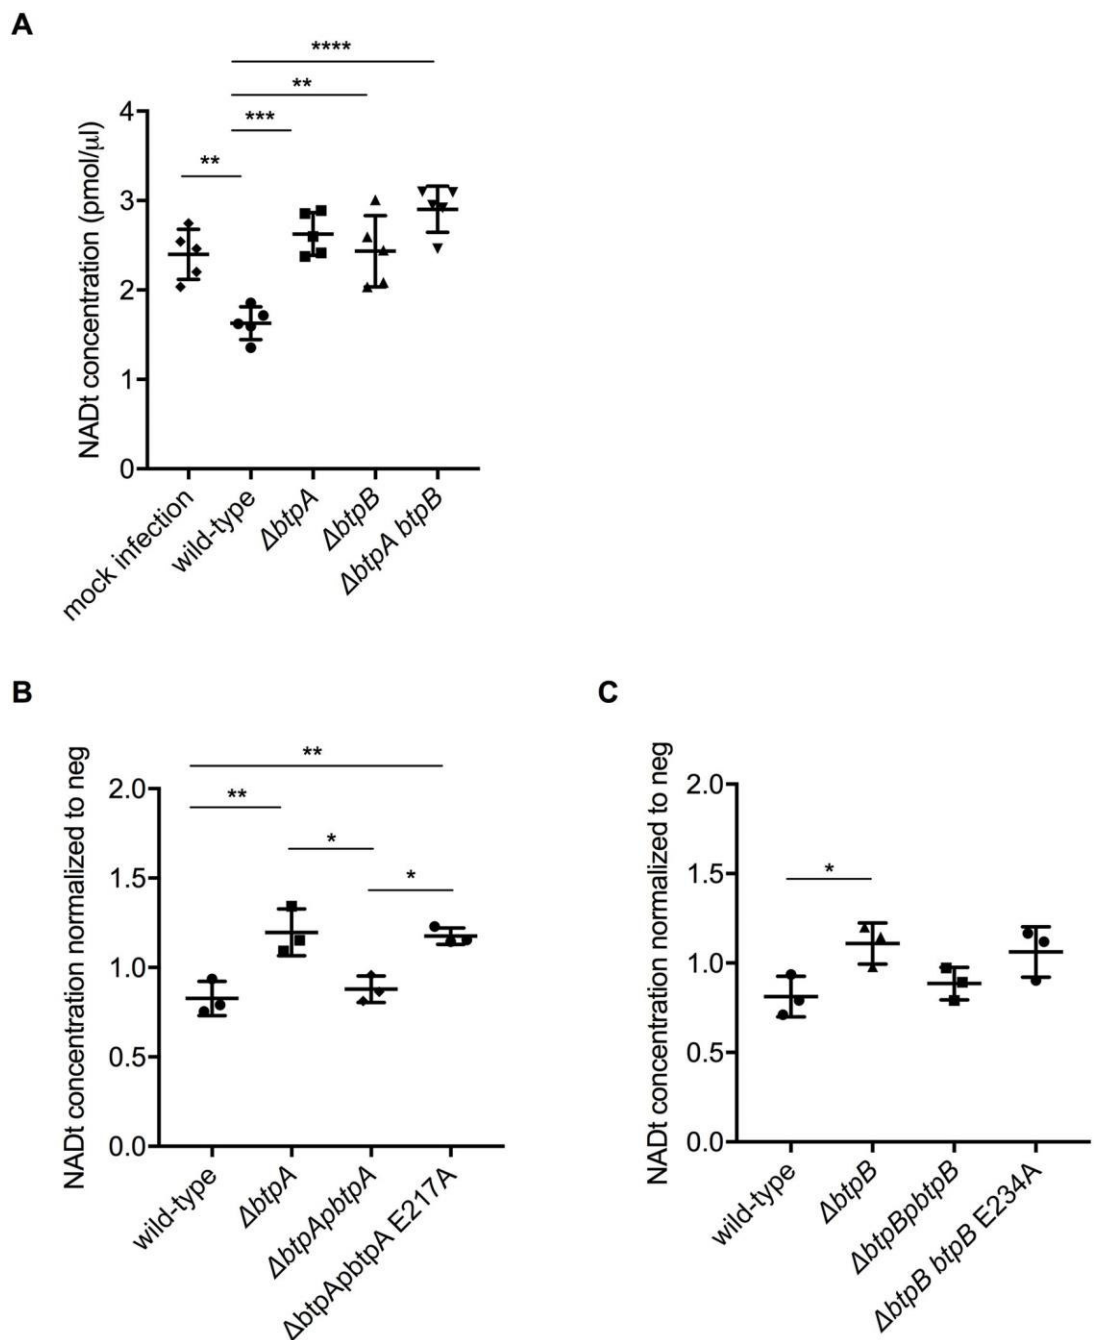 A
****
**
***
**
NADt concentration (pmol/μl)
4
3
2
1
0
mock infection
wild-type
ΔbtpA
ΔbtpB
ΔbtpA btpB
B
**
**
*
*
NADt concentration normalized to neg
2.0
1.5
1.0
0.5
0.0
wild-type
ΔbtpA
ΔbtpApbtpA
ΔbtpApbtpA E217A
C
*
NADt concentration normalized to neg
2.0
1.5
1.0
0.5
0.0
wild-type
ΔbtpB
ΔbtpBpbtpB
ΔbtpB btpB E234A